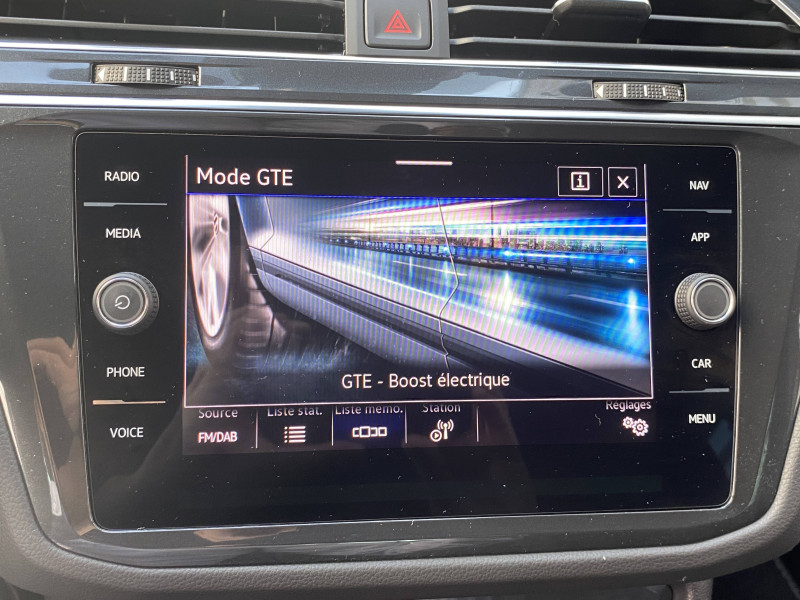 RADIO
MEDIA
PHONE
VOICE
Mode GTE
i X
GTE - Boost électrique
Source
FM/DAB
Liste stat.
Liste mémo.
Station
Réglages
NAV
APP
CAR
MENU